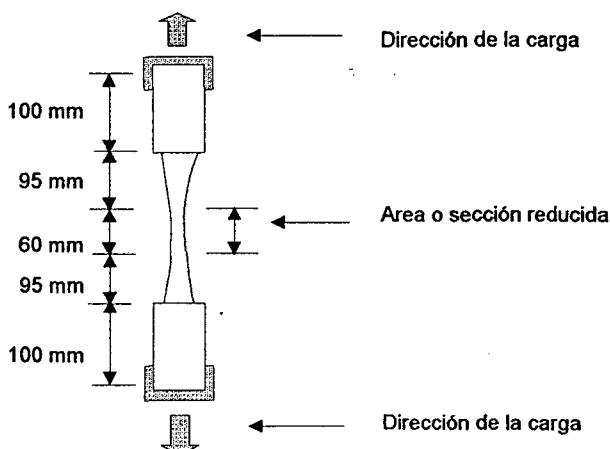 Dirección de la carga
100 mm
95 mm
Area o sección reducida
60 mm
95 mm
100 mm
Dirección de la carga